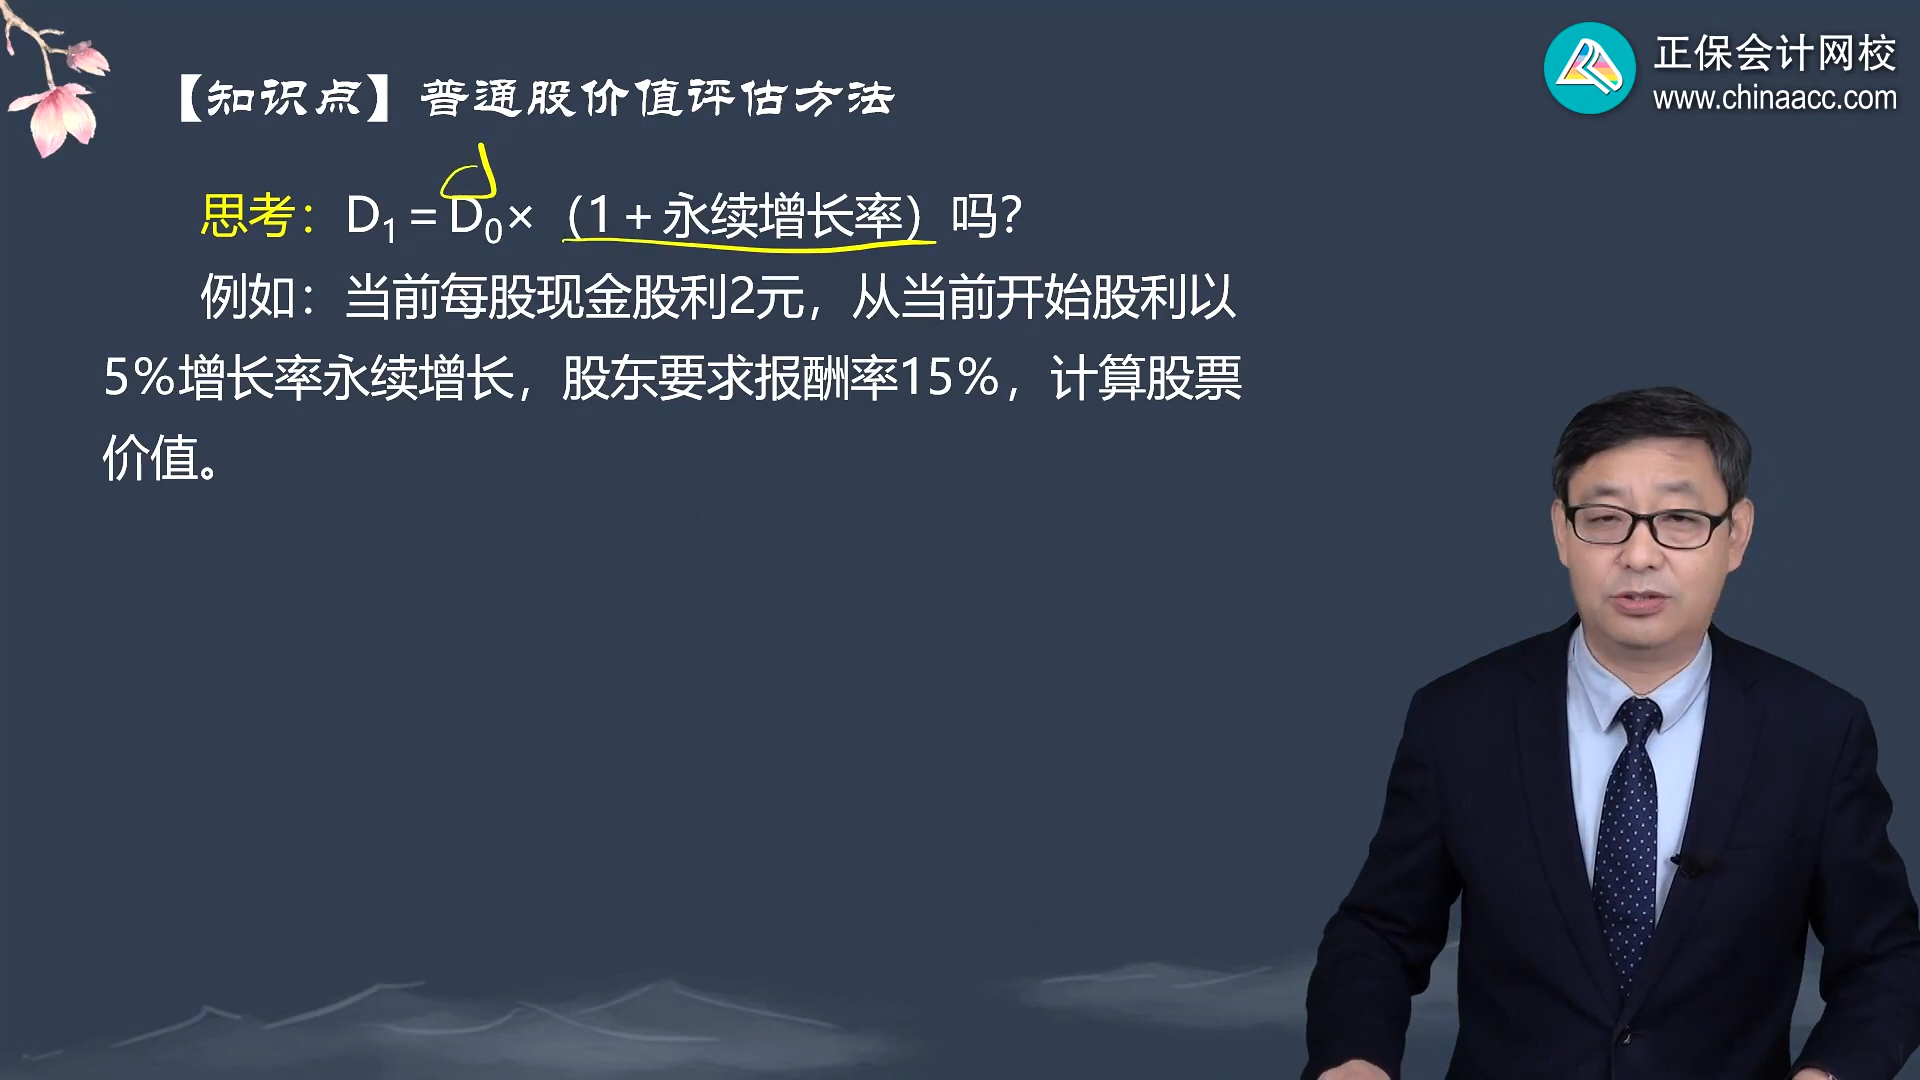 正保会计网校
www.chinaacc.com
【知识点】普通股价值评估方法
d
思考：D₁＝D₀×（1＋永续增长率）吗？
例如：当前每股现金股利2元，从当前开始股利以
5%增长率永续增长，股东要求报酬率15%，计算股票
价值。